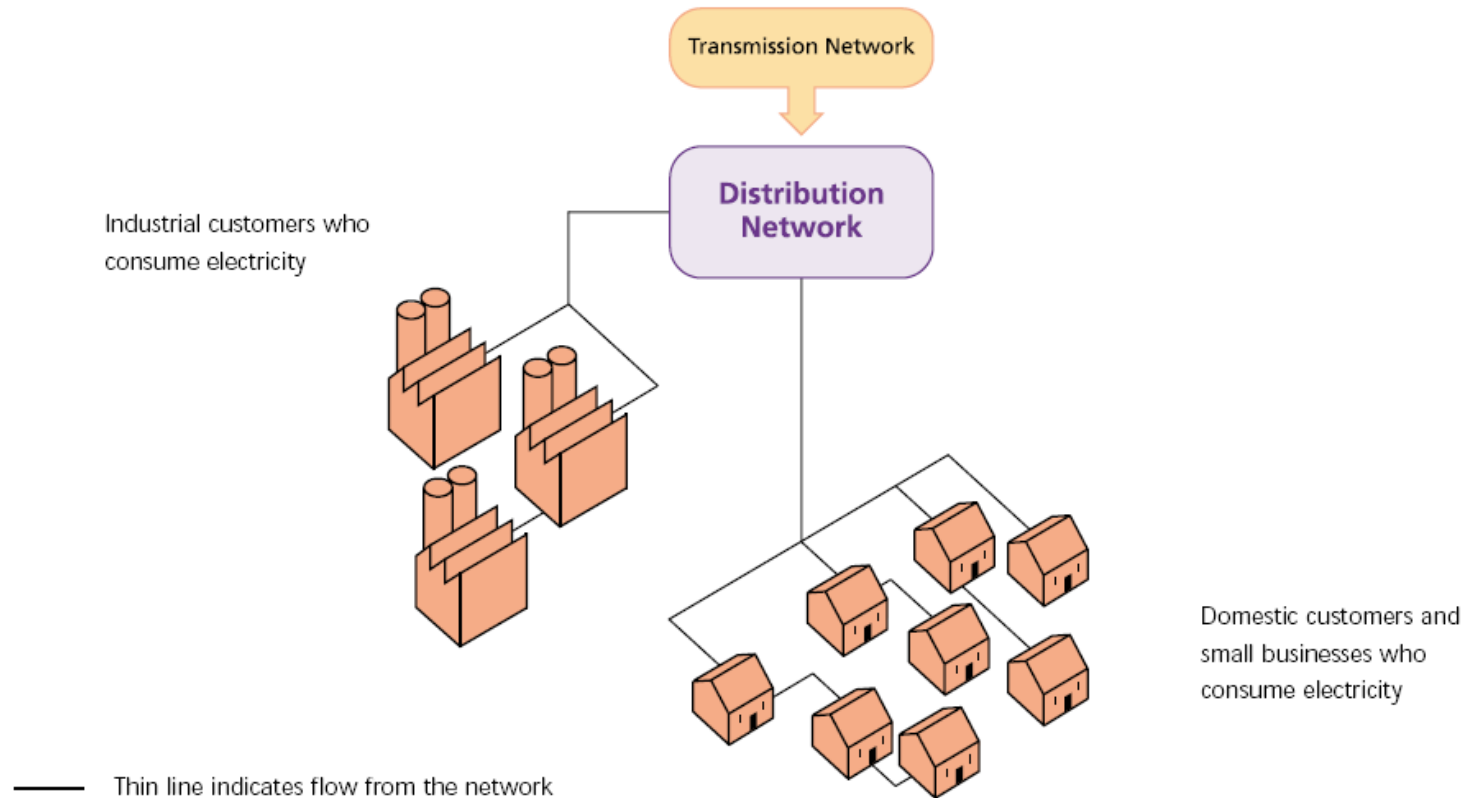 Transmission Network
Distribution
Network
Industrial customers who
consume electricity
Domestic customers and
small businesses who
consume electricity
Thin line indicates flow from the network